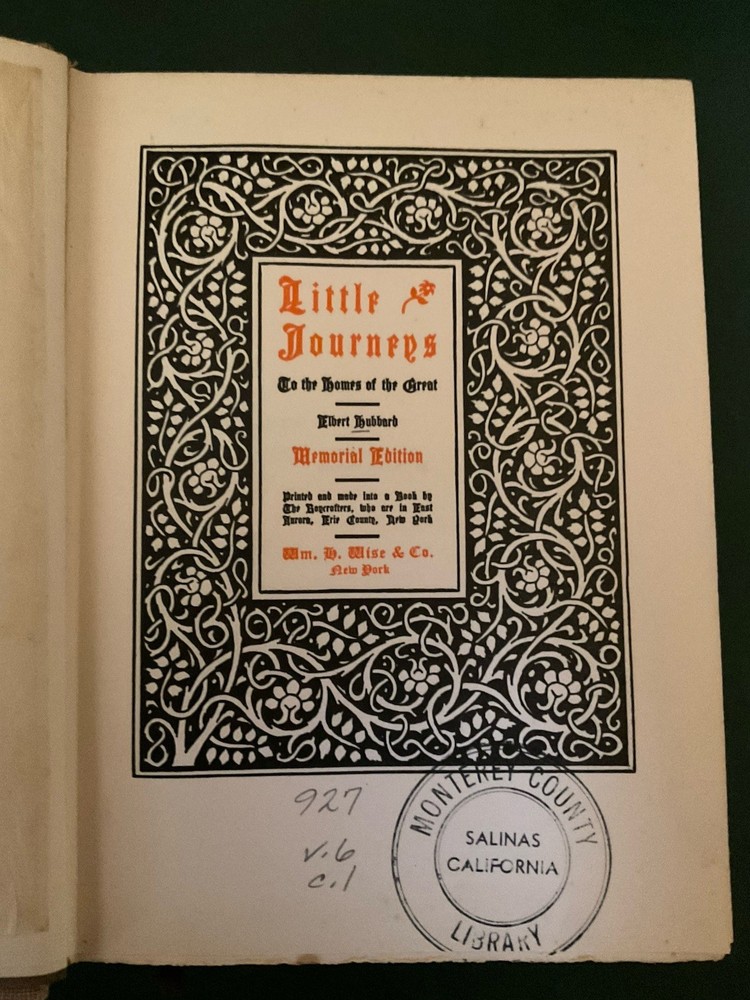 Little
Journeys
To the Homes of the Great
Elbert Hubbard
Memorial Edition
Printed and made into a Book by
The Roycrofters, who are in East
Aurora, Erie County, New York
Wm. H. Wise & Co.
New York
927
v.6
c.1
MONTEREY COUNTY
SALINAS
CALIFORNIA
LIBRARY